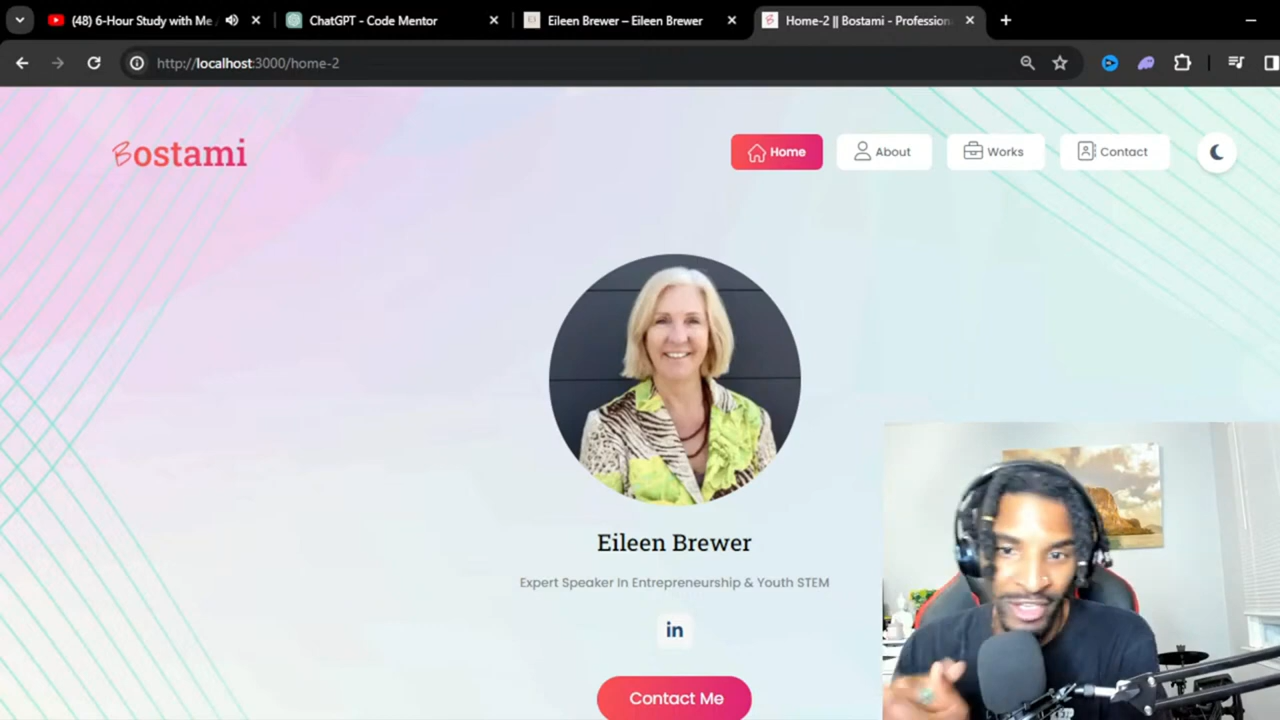 (48) 6-Hour Study with Me
ChatGPT - Code Mentor
Eileen Brewer – Eileen Brewer
Home-2 || Bostami - Profession
http://localhost:3000/home-2
Bostami
Home
About
Works
Contact
Eileen Brewer
Expert Speaker In Entrepreneurship & Youth STEM
in
Contact Me